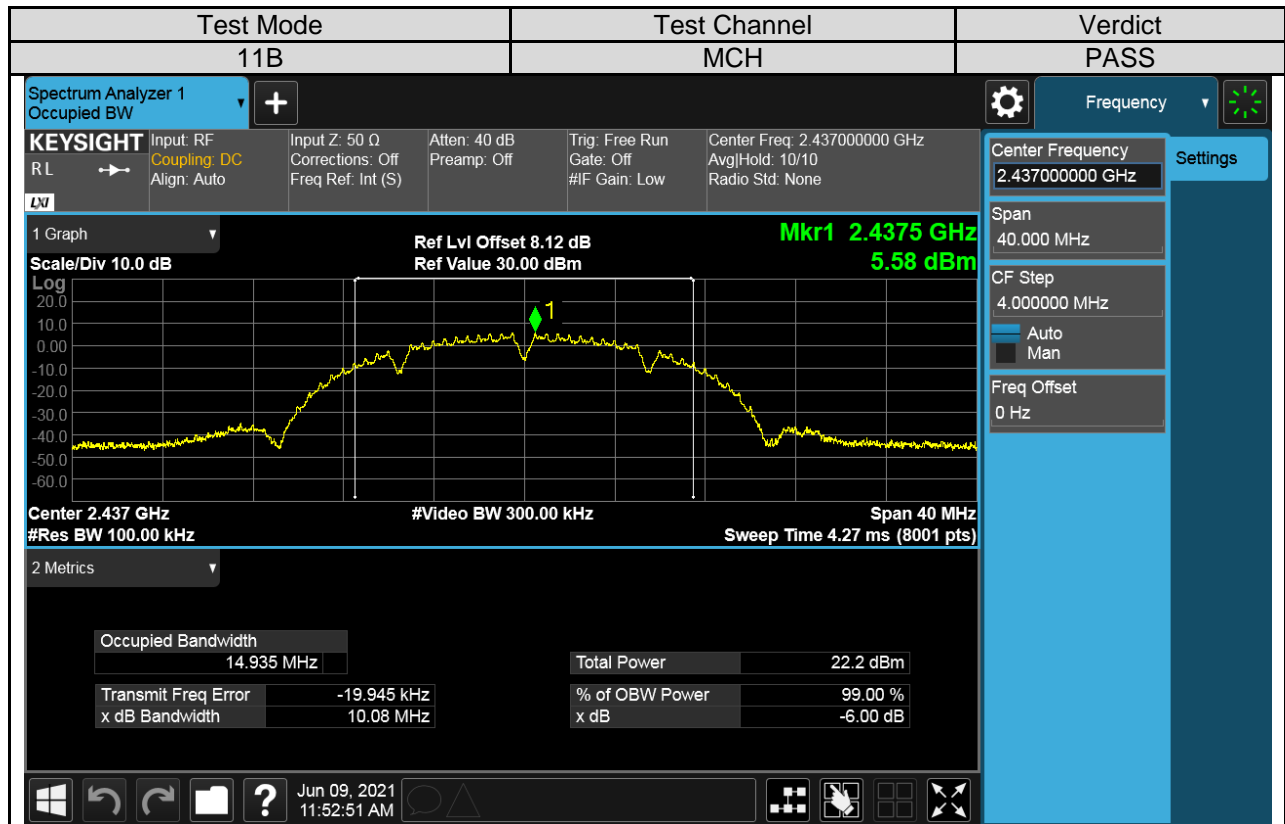 Test Mode Test Channel Verdict
11B MCH PASS
Spectrum Analyzer 1
Occupied BW
Frequency
KEYSIGHT Input: RF Input Z: 50 Ω Atten: 40 dB Trig: Free Run Center Freq: 2.437000000 GHz
RL Coupling: DC Corrections: Off Preamp: Off Gate: Off Avg|Hold: 10/10
Align: Auto Freq Ref: Int (S) #IF Gain: Low Radio Std: None
LXI
Center Frequency
2.437000000 GHz
Settings
Span
40.000 MHz
CF Step
4.000000 MHz
Auto
Man
Freq Offset
0 Hz
1 Graph Ref Lvl Offset 8.12 dB Mkr1 2.4375 GHz
Scale/Div 10.0 dB Ref Value 30.00 dBm 5.58 dBm
Log
20.0
10.0
0.00
-10.0
-20.0
-30.0
-40.0
-50.0
-60.0
1
Center 2.437 GHz #Video BW 300.00 kHz Span 40 MHz
#Res BW 100.00 kHz Sweep Time 4.27 ms (8001 pts)
2 Metrics
Occupied Bandwidth
14.935 MHz Total Power 22.2 dBm
Transmit Freq Error -19.945 kHz % of OBW Power 99.00 %
x dB Bandwidth 10.08 MHz x dB -6.00 dB
? Jun 09, 2021
11:52:51 AM